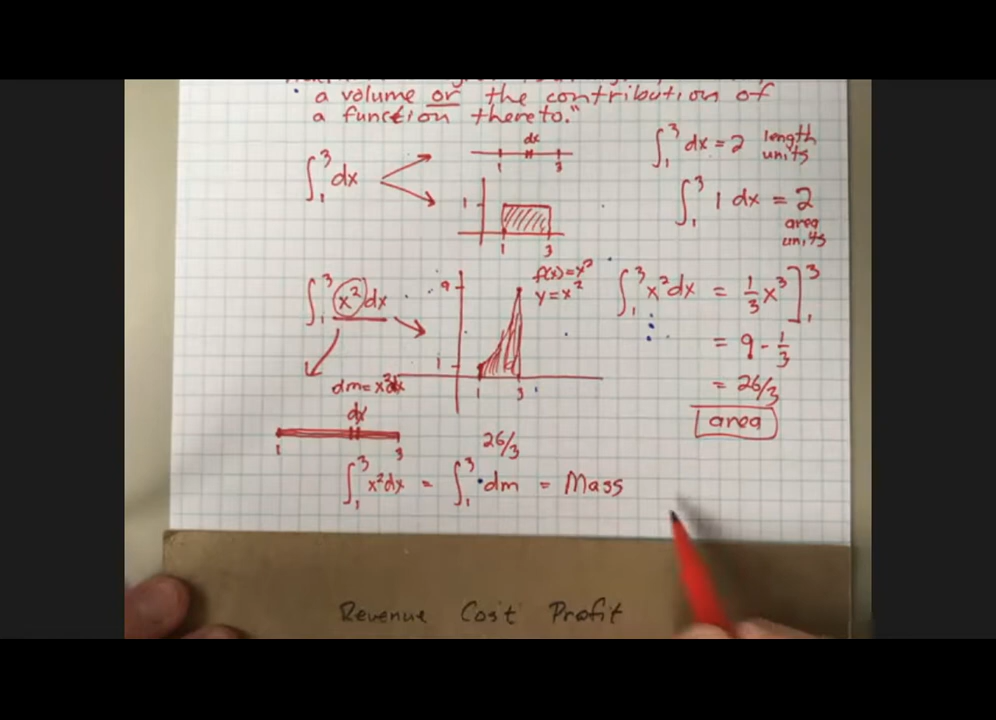 a volume or the contribution of
a function thereto."
∫₁³ dx
dx
1 3
∫₁³ dx = 2 length units
1
1 3
∫₁³ 1 dx = 2
area units
∫₁³ x² dx
9
1
1 3
f(x)=x²
y=x²
∫₁³ x²dx = 1/3 x³]₁³
= 9 - 1/3
= 26/3
area
dm=x²dx
dx
1 3
26/3
∫₁³ x²dx = ∫₁³ dm = Mass
Revenue Cost Profit